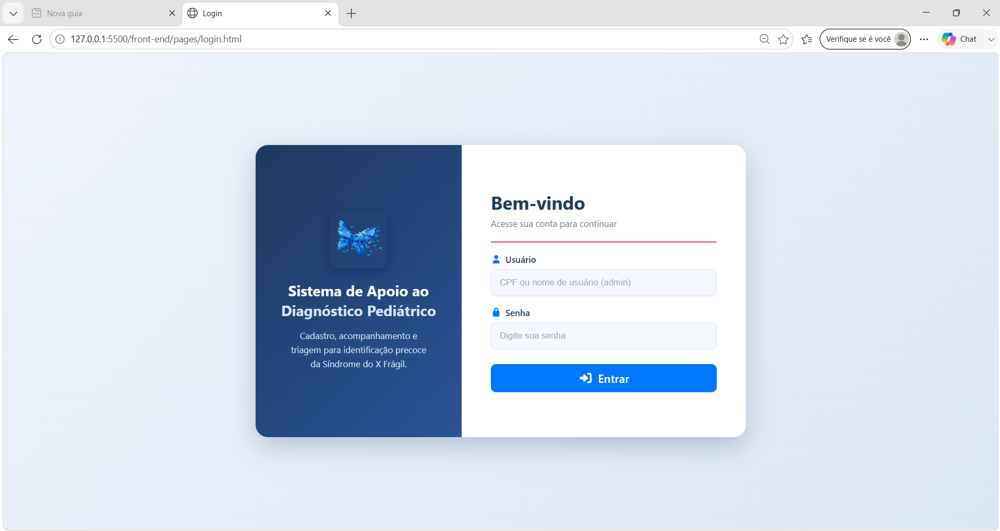 Nova guia
Login
127.0.0.1:5500/front-end/pages/login.html
Verifique se é você
Chat
Sistema de Apoio ao
Diagnóstico Pediátrico
Cadastro, acompanhamento e
triagem para identificação precoce
da Síndrome do X Frágil.
Bem-vindo
Acesse sua conta para continuar
Usuário
CPF ou nome de usuário (admin)
Senha
Digite sua senha
Entrar